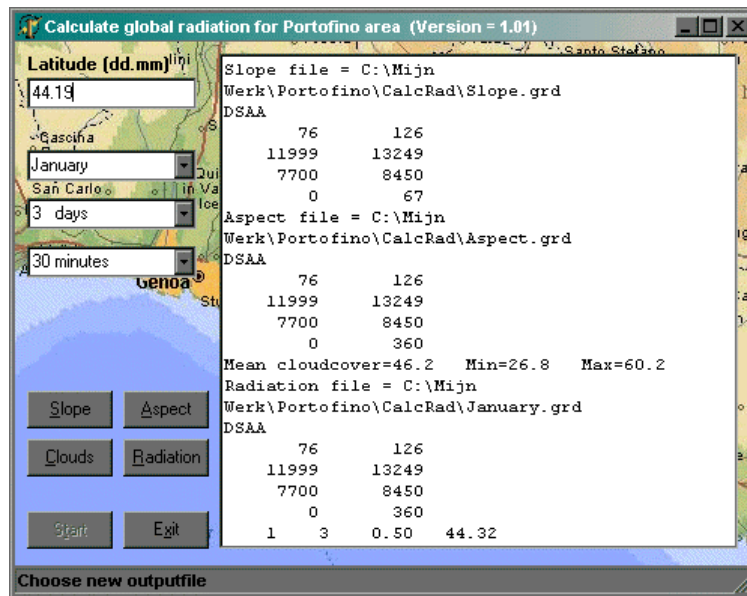 Calculate global radiation for Portofino area (Version = 1.01)
Santo Stefano
Latitude (dd.mm)
44.19
Gascina
January
San Carlo
in Va
3 days
30 minutes
Genoa
Slope
Aspect
Clouds
Radiation
Start
Exit
Slope file = C:\Mijn
Werk\Portofino\CalcRad\Slope.grd
DSAA
76 126
11999 13249
7700 8450
0 67
Aspect file = C:\Mijn
Werk\Portofino\CalcRad\Aspect.grd
DSAA
76 126
11999 13249
7700 8450
0 360
Mean cloudcover=46.2 Min=26.8 Max=60.2
Radiation file = C:\Mijn
Werk\Portofino\CalcRad\January.grd
DSAA
76 126
11999 13249
7700 8450
0 360
1 3 0.50 44.32
Choose new outputfile